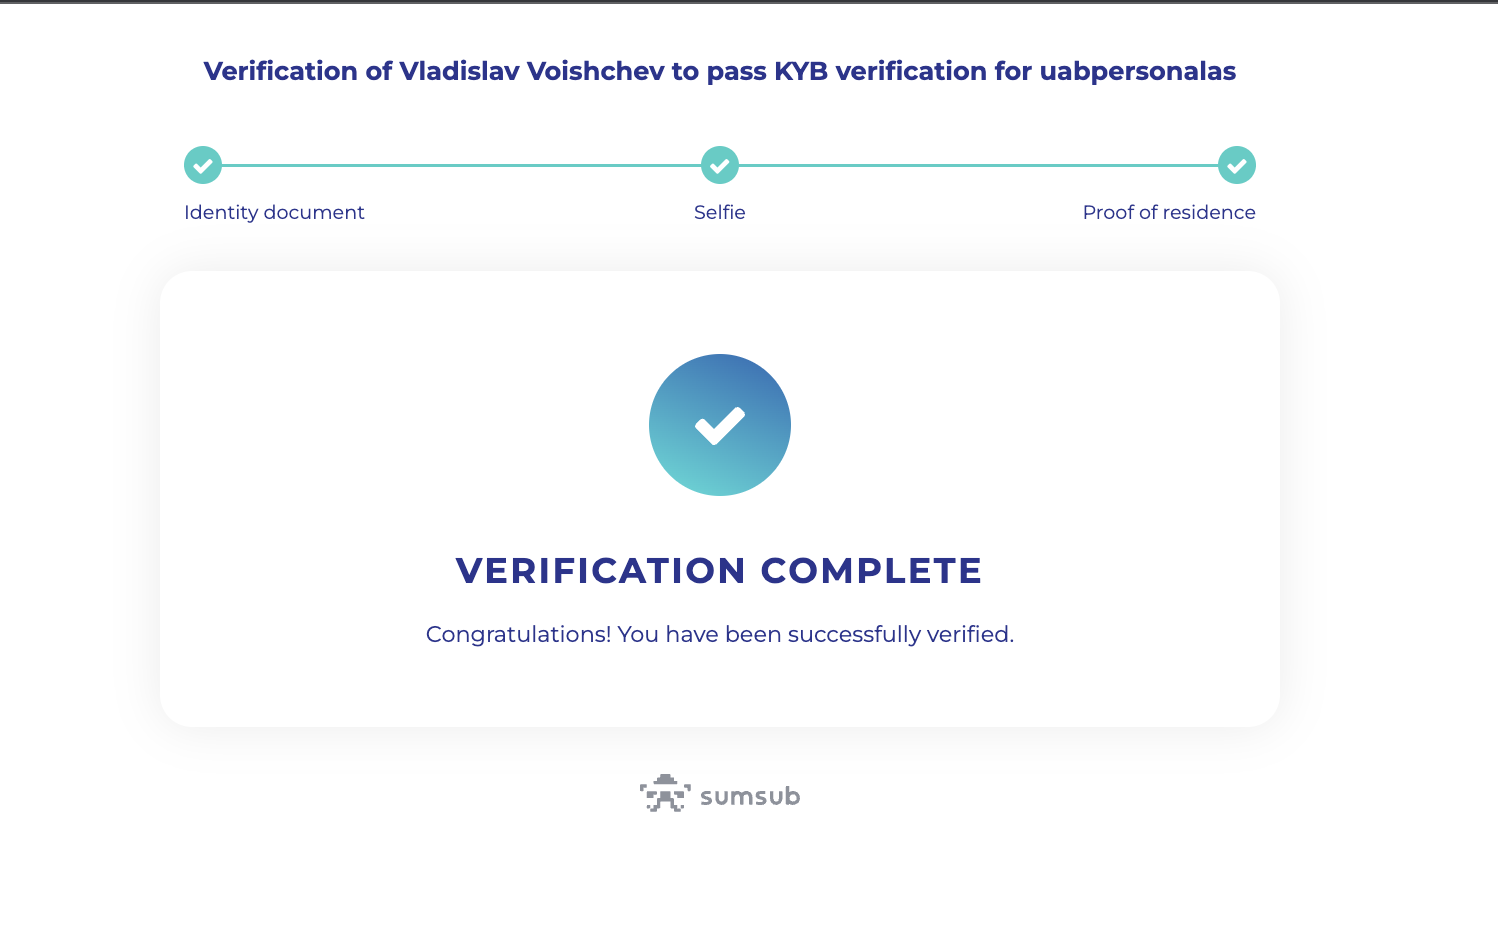 Verification of Vladislav Voishchev to pass KYB verification for uabpersonalas
Identity document
Selfie
Proof of residence
VERIFICATION COMPLETE
Congratulations! You have been successfully verified.
sumsub